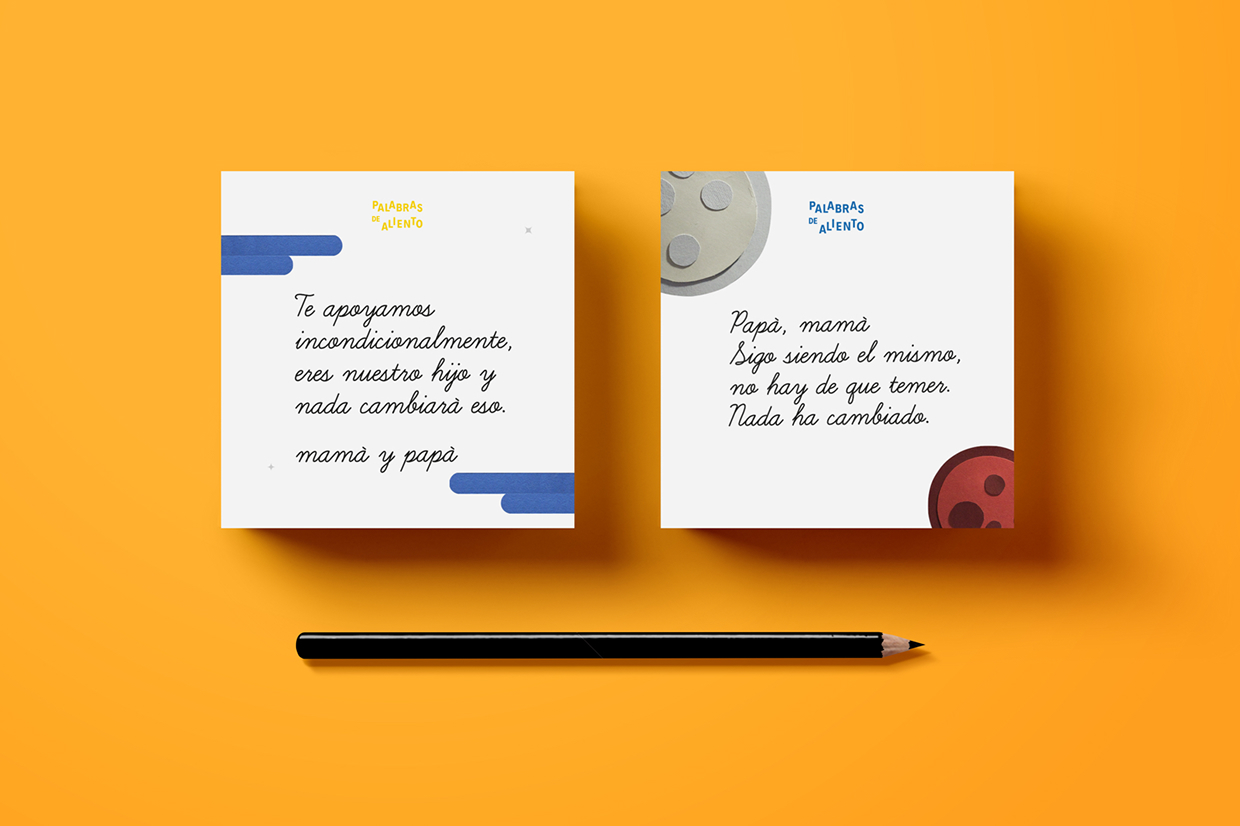 PALABRAS
DE ALIENTO
Te apoyamos
incondicionalmente,
eres nuestro hijo y
nada cambiarà eso.
mamà y papà
PALABRAS
DE ALIENTO
Papà, mamà
Sigo siendo el mismo,
no hay de que temer.
Nada ha cambiado.